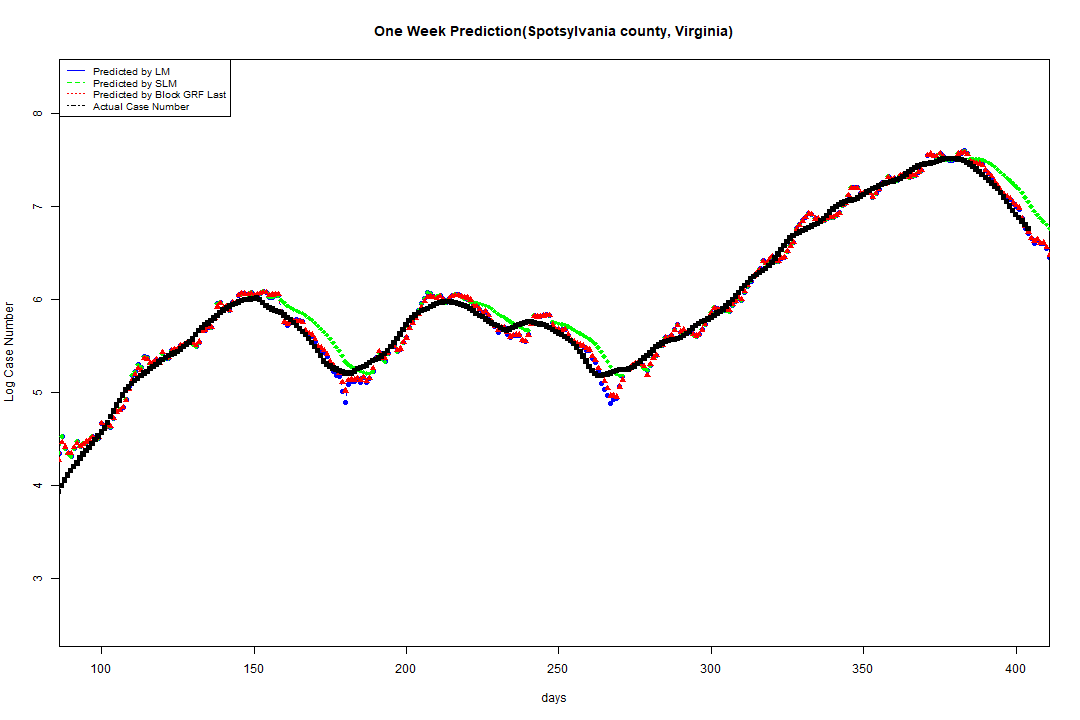 One Week Prediction(Spotsylvania county, Virginia)
Predicted by LM
Predicted by SLM
Predicted by Block GRF Last
Actual Case Number
Log Case Number
8
7
6
5
4
3
100 150 200 250 300 350 400
days